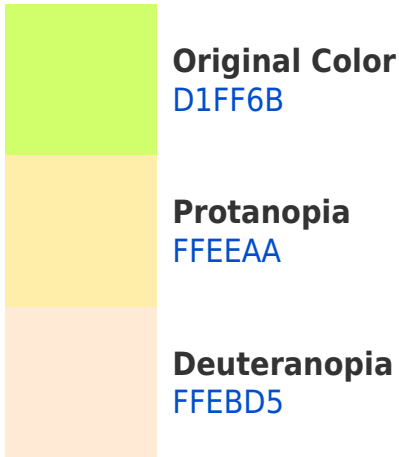 Original Color
D1FF6B
Protanopia
FFEEAA
Deuteranopia
FFEBD5